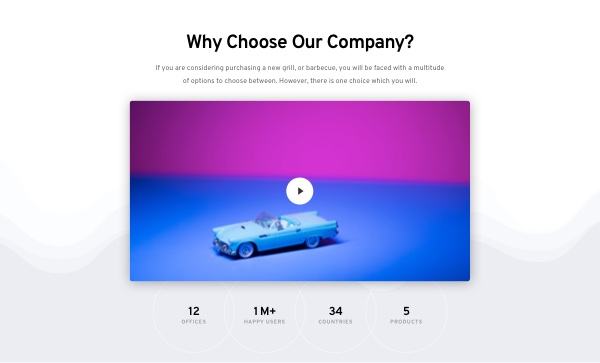 Why Choose Our Company?
If you are considering purchasing a new grill, or barbecue, you will be faced with a multitude
of options to choose between. However, there is one choice which you will.
12
OFFICES
1 M+
HAPPY USERS
34
COUNTRIES
5
PRODUCTS